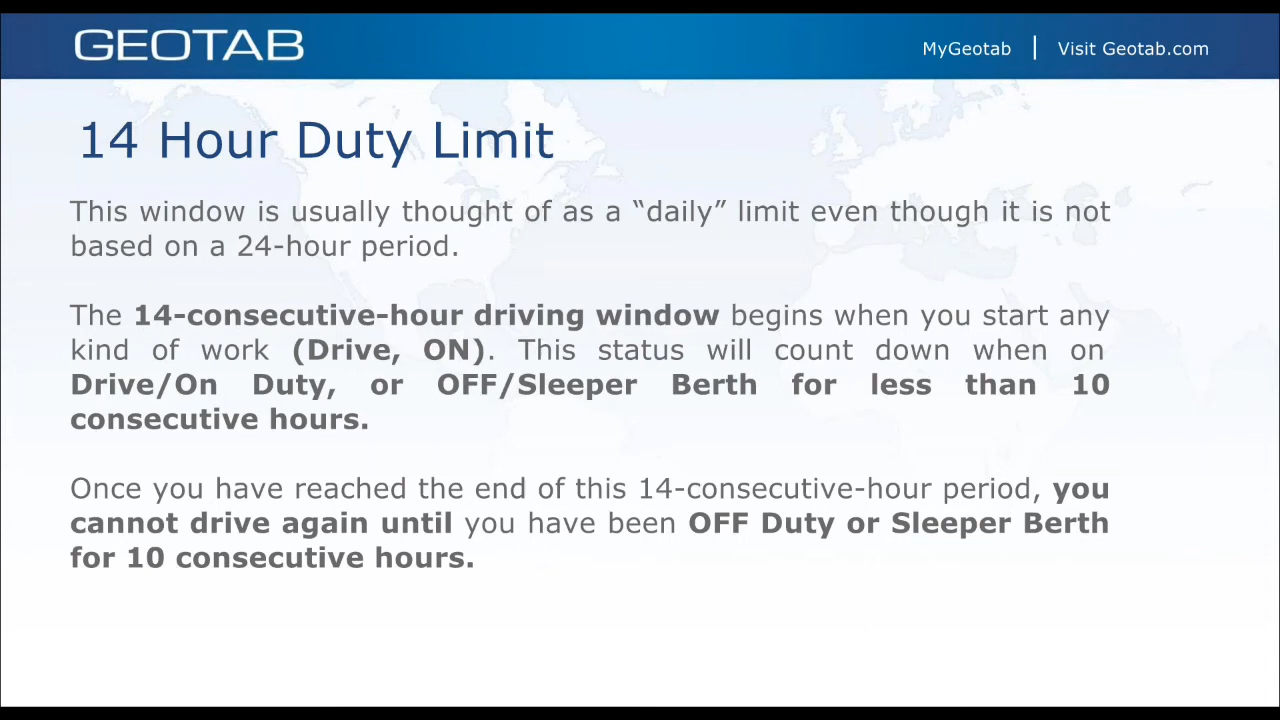 GEOTAB
MyGeotab | Visit Geotab.com
14 Hour Duty Limit
This window is usually thought of as a “daily” limit even though it is not
based on a 24-hour period.
The 14-consecutive-hour driving window begins when you start any
kind of work (Drive, ON). This status will count down when on
Drive/On Duty, or OFF/Sleeper Berth for less than 10
consecutive hours.
Once you have reached the end of this 14-consecutive-hour period, you
cannot drive again until you have been OFF Duty or Sleeper Berth
for 10 consecutive hours.